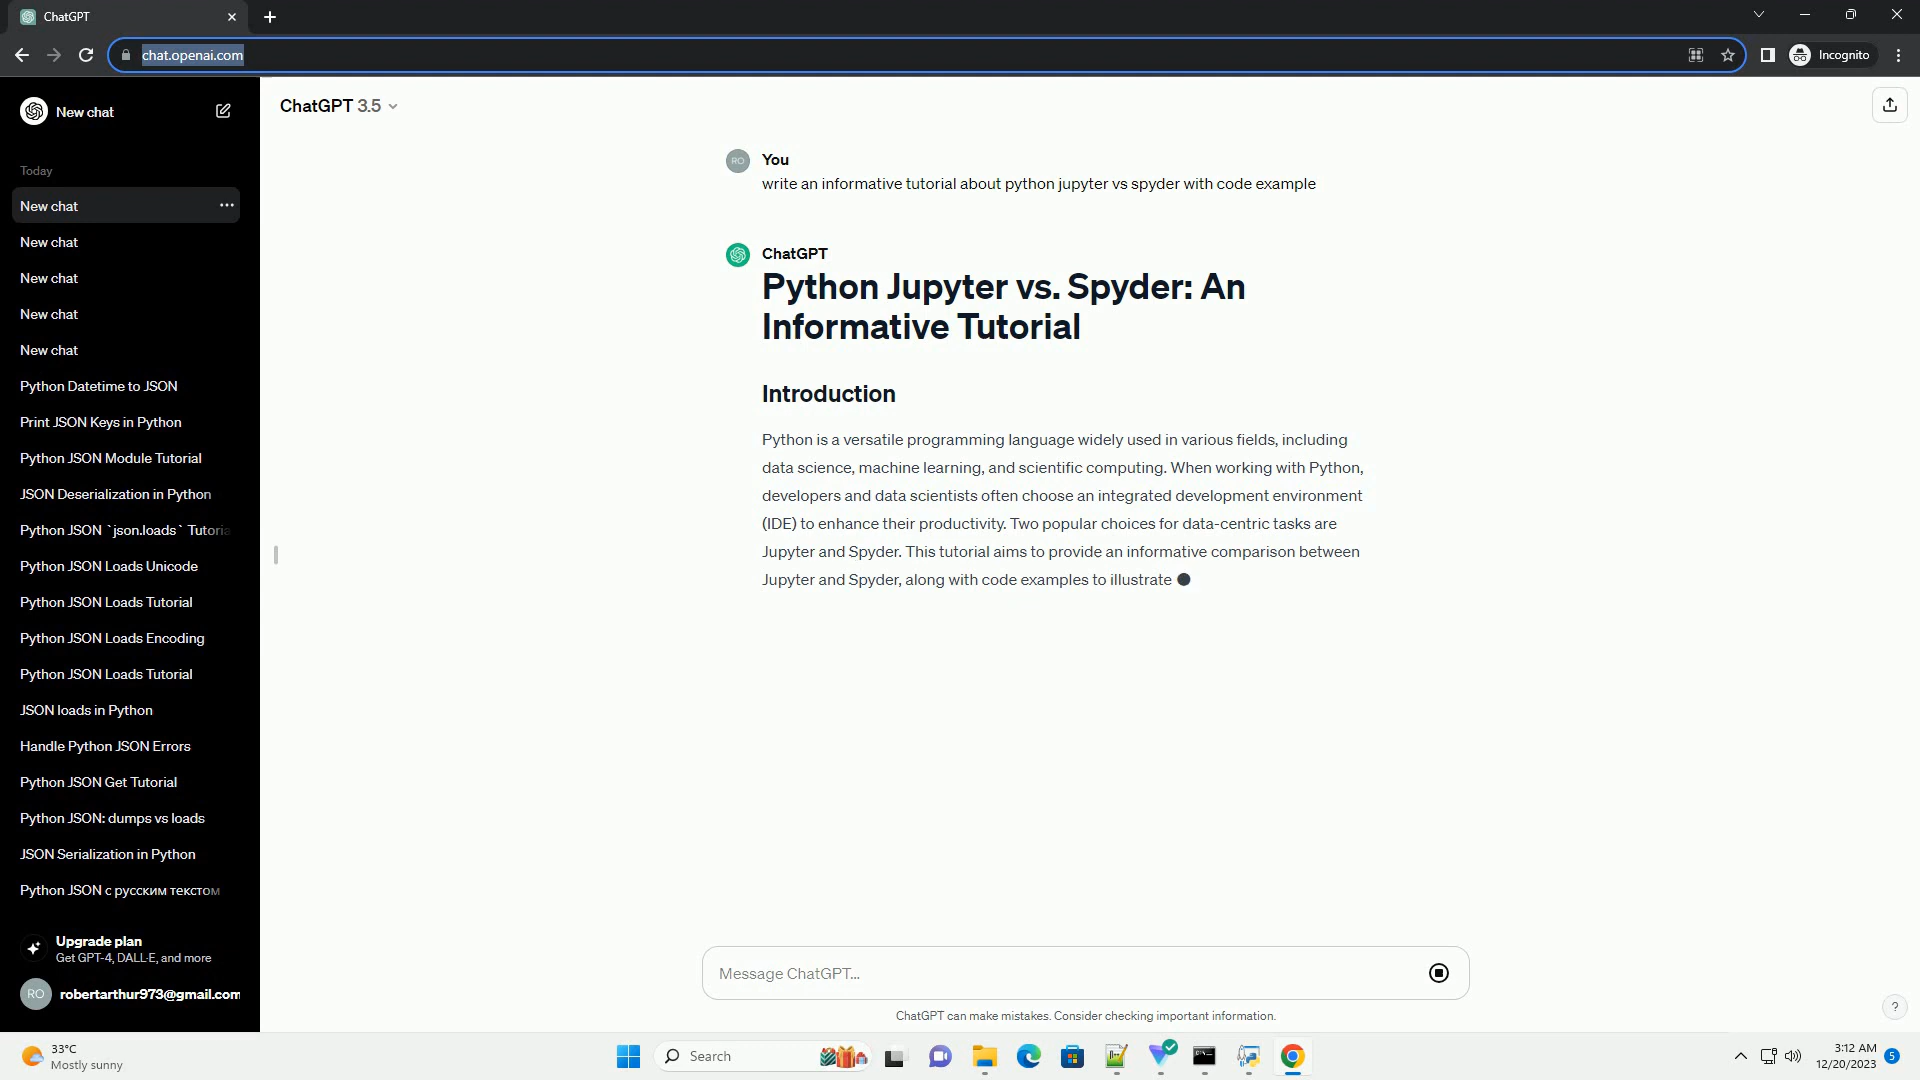 ChatGPT
chat.openai.com
Incognito
New chat
Today
New chat
New chat
New chat
New chat
New chat
Python Datetime to JSON
Print JSON Keys in Python
Python JSON Module Tutorial
JSON Deserialization in Python
Python JSON `json.loads` Tutoria
Python JSON Loads Unicode
Python JSON Loads Tutorial
Python JSON Loads Encoding
Python JSON Loads Tutorial
JSON loads in Python
Handle Python JSON Errors
Python JSON Get Tutorial
Python JSON: dumps vs loads
JSON Serialization in Python
Python JSON с русским текстом
Upgrade plan
Get GPT-4, DALL·E, and more
RO
robertarthur973@gmail.com
ChatGPT 3.5
RO
You
write an informative tutorial about python jupyter vs spyder with code example
ChatGPT
Python Jupyter vs. Spyder: An
Informative Tutorial
Introduction
Python is a versatile programming language widely used in various fields, including
data science, machine learning, and scientific computing. When working with Python,
developers and data scientists often choose an integrated development environment
(IDE) to enhance their productivity. Two popular choices for data-centric tasks are
Jupyter and Spyder. This tutorial aims to provide an informative comparison between
Jupyter and Spyder, along with code examples to illustrate
Message ChatGPT...
ChatGPT can make mistakes. Consider checking important information.
?
33°C
Mostly sunny
Search
3:12 AM
12/20/2023
5